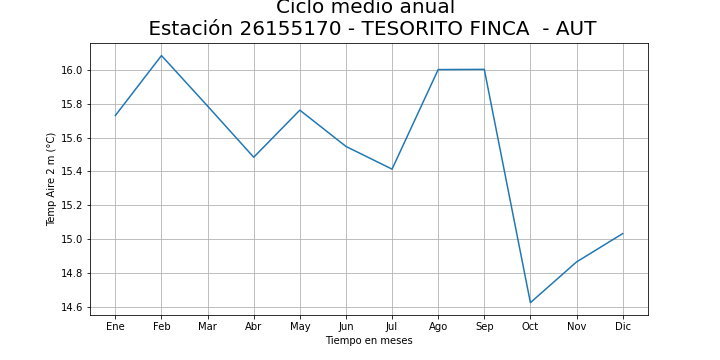 Ciclo medio anual
Estación 26155170 - TESORITO FINCA  - AUT
Temp Aire 2 m (°C)
16.0
15.8
15.6
15.4
15.2
15.0
14.8
14.6
Ene Feb Mar Abr May Jun Jul Ago Sep Oct Nov Dic
Tiempo en meses